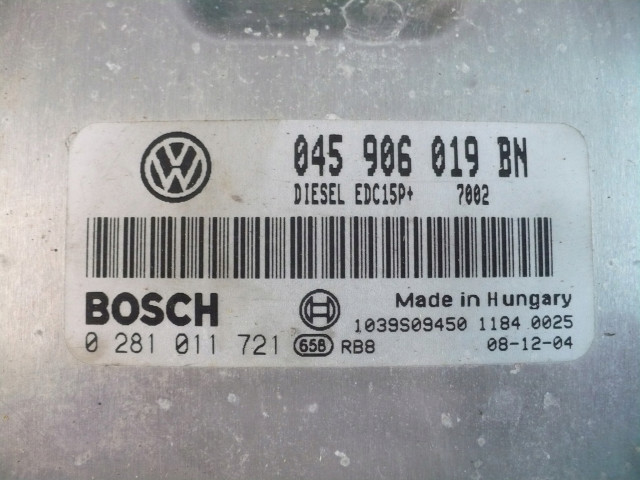 VW 045 906 019 BN
DIESEL EDC15P+ 7002
BOSCH Made in Hungary
1039S09450 1184 0025
0 281 011 721 658 RB8 08-12-04